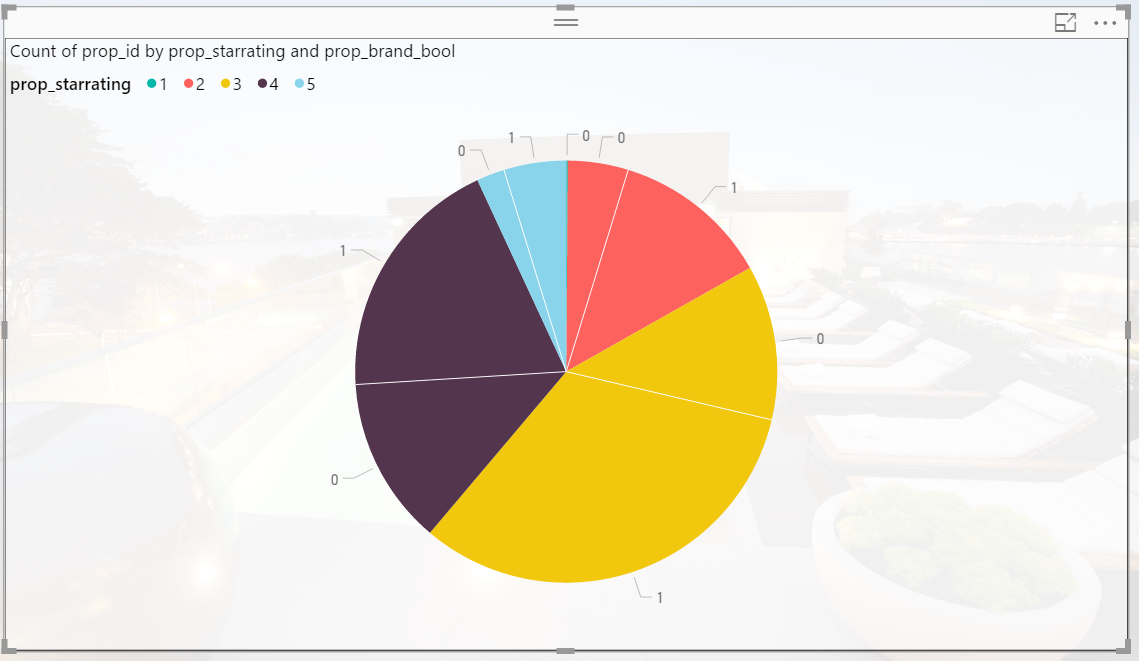 Count of prop_id by prop_starrating and prop_brand_bool
prop_starrating 1 2 3 4 5
1 0 0
0
1
1
0
0
1